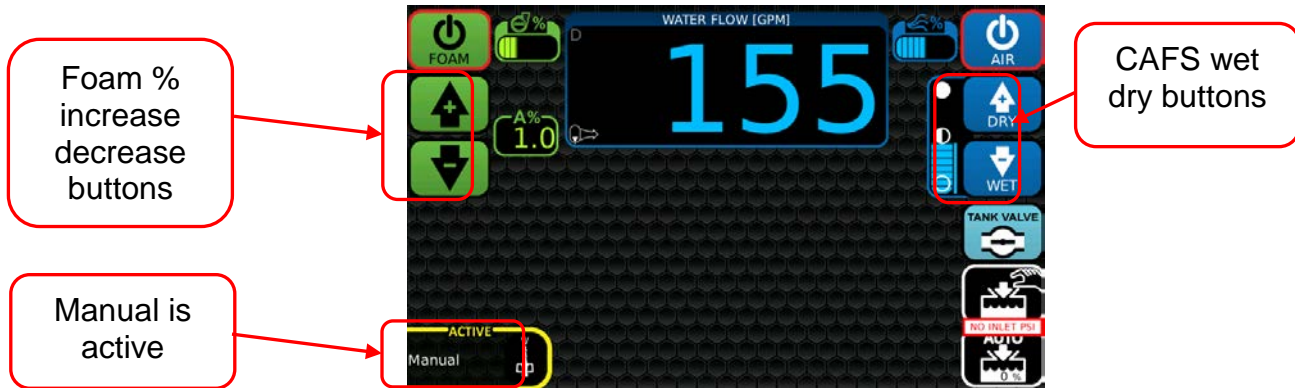 Foam %
increase
decrease
buttons
Manual is
active
CAFS wet
dry buttons
FOAM
%
WATER FLOW [GPM]
D
155
%
AIR
A%
1.0
DRY
WET
TANK VALVE
NO INLET PSI
AUTO
0 %
ACTIVE
Manual